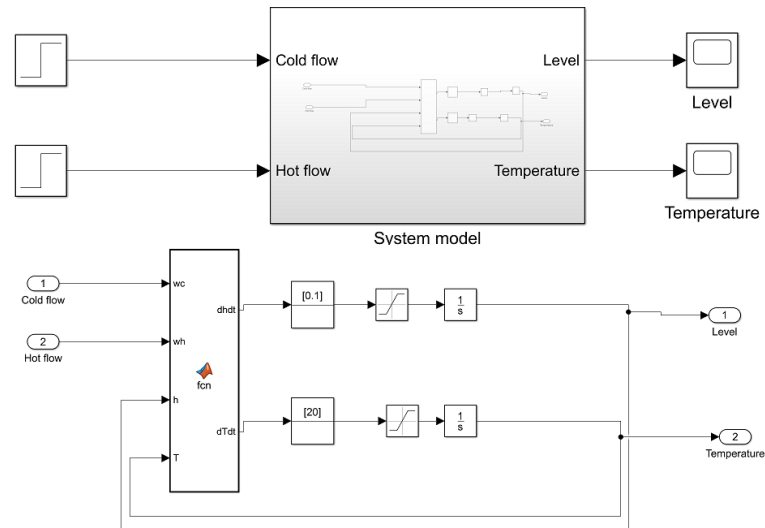 Cold flow
Level
Level
Hot flow
Temperature
Temperature
System model
1
Cold flow
wc
2
Hot flow
wh
h
T
fcn
dhdt
dTdt
[0.1]
1
s
1
Level
[20]
1
s
2
Temperature